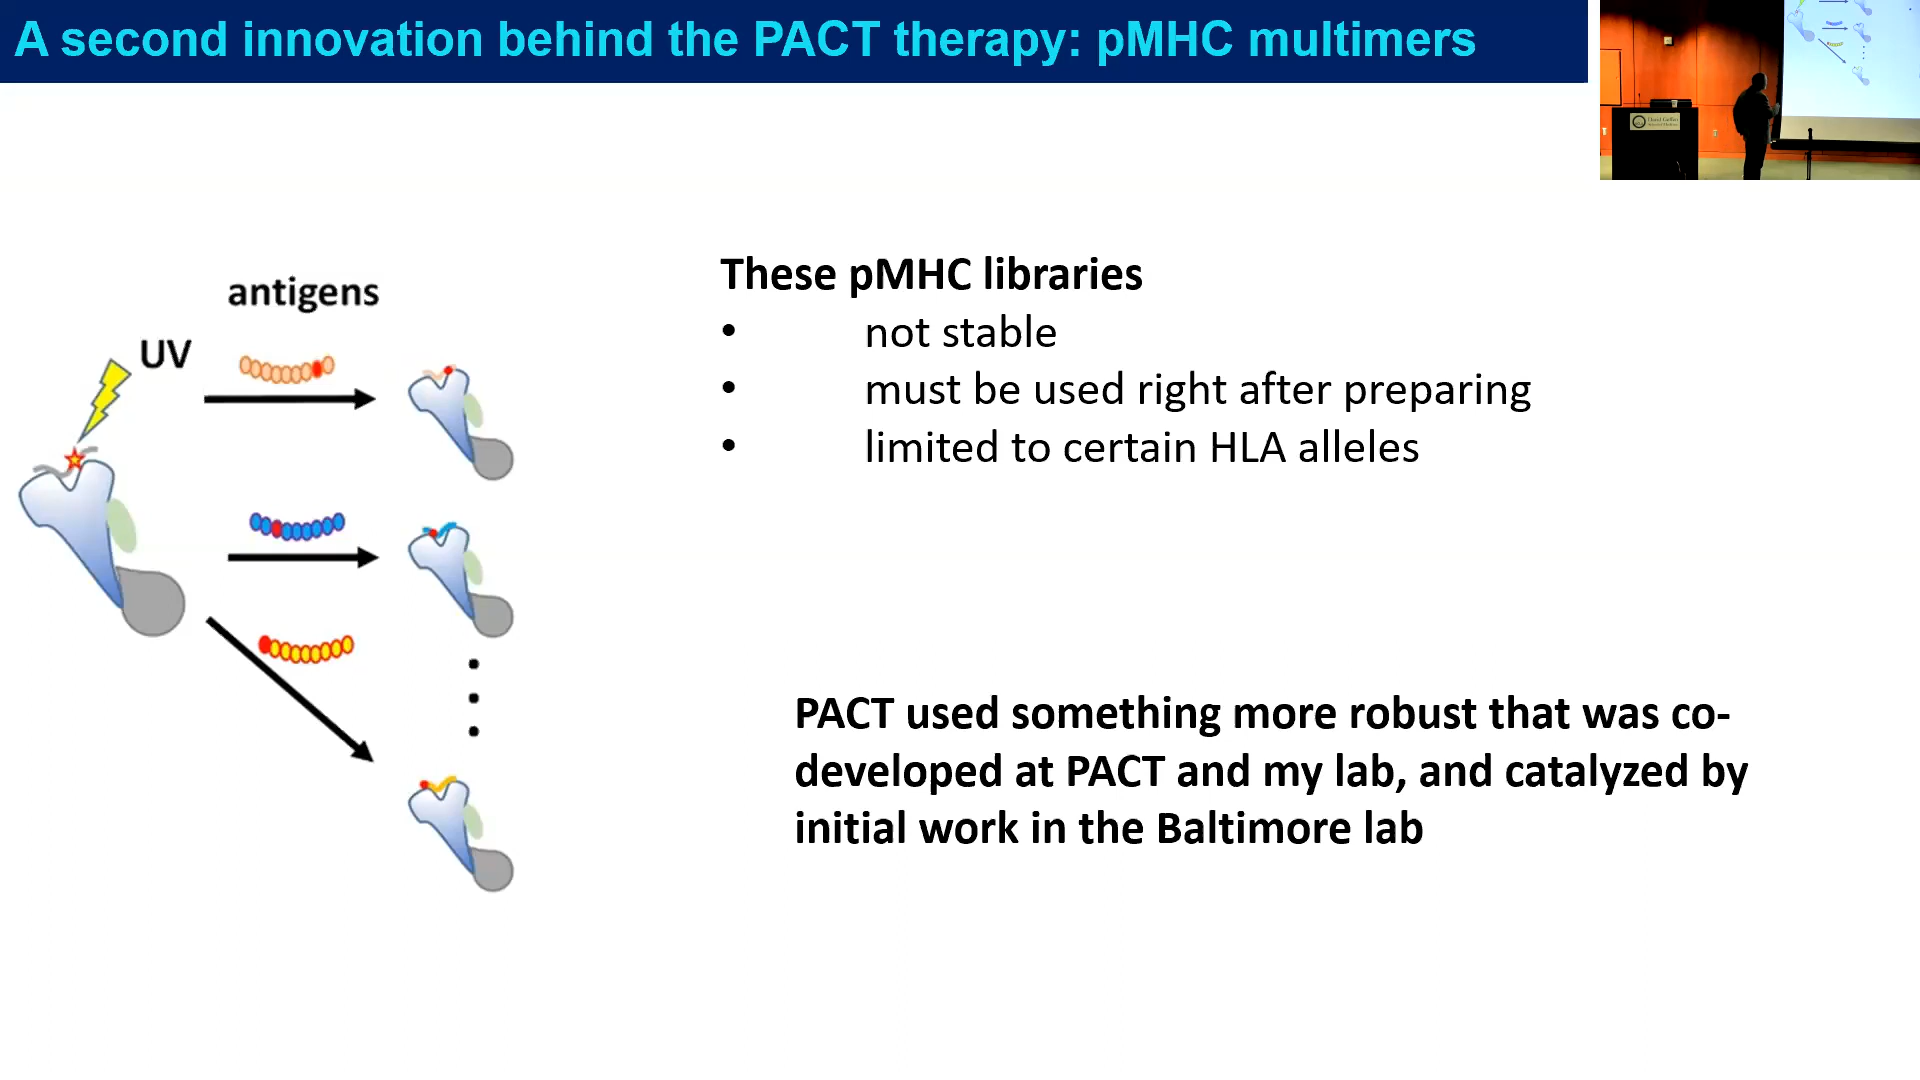 A second innovation behind the PACT therapy: pMHC multimers
antigens
UV
These pMHC libraries
• not stable
• must be used right after preparing
• limited to certain HLA alleles
PACT used something more robust that was co-
developed at PACT and my lab, and catalyzed by
initial work in the Baltimore lab
David Geffen